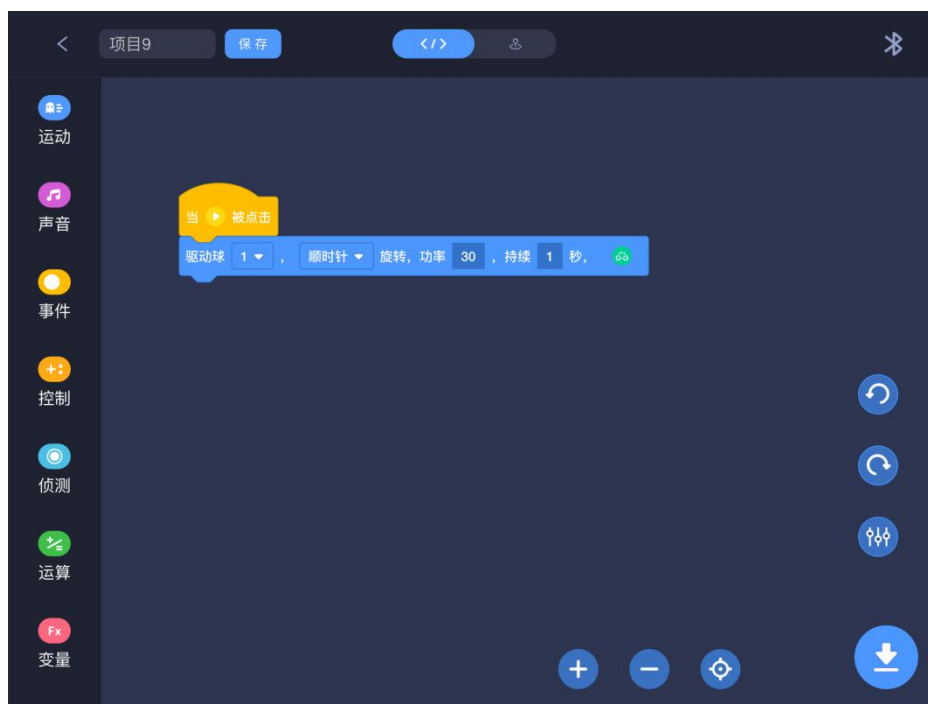 项目9 保存 </>
运动
声音
当 被点击
驱动球 1 , 顺时针 旋转, 功率 30 , 持续 1 秒,
事件
控制
侦测
运算
Fx
变量